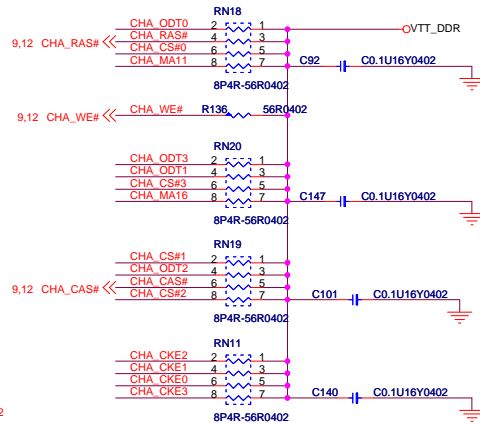 RN18
CHA_ODT0 2 1 VTT_DDR
9,12 CHA_RAS# CHA_RAS# 4 3
CHA_CS#0 6 5
CHA_MA11 8 7 C92 C0.1U16Y0402
8P4R-56R0402
9,12 CHA_WE# CHA_WE# R136 56R0402
RN20
CHA_ODT3 2 1
CHA_ODT1 4 3
CHA_CS#3 6 5
CHA_MA16 8 7 C147 C0.1U16Y0402
8P4R-56R0402
RN19
CHA_CS#1 2 1
CHA_ODT2 4 3
9,12 CHA_CAS# CHA_CAS# 6 5
CHA_CS#2 8 7 C101 C0.1U16Y0402
8P4R-56R0402
RN11
CHA_CKE2 2 1
CHA_CKE1 4 3
CHA_CKE0 6 5
CHA_CKE3 8 7 C140 C0.1U16Y0402
2
8P4R-56R0402